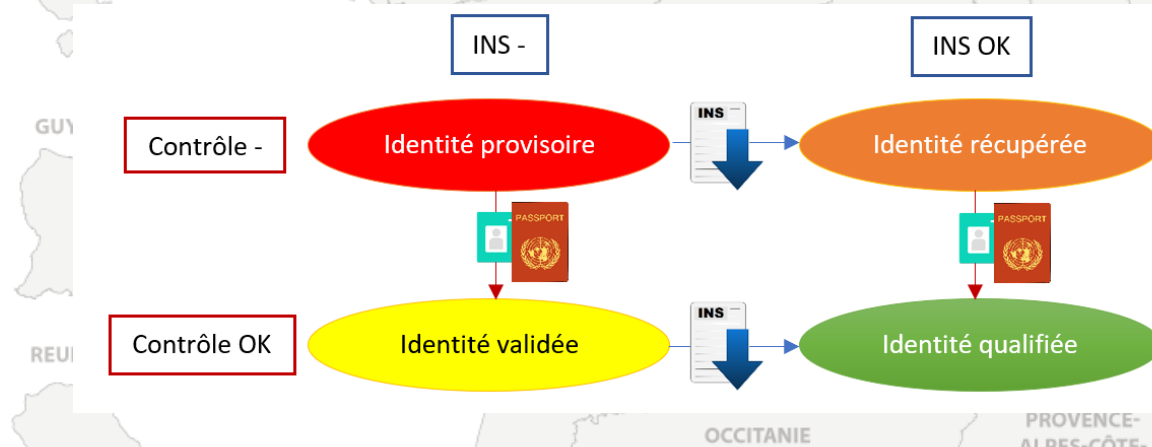 INS -
INS OK
Contrôle -
Identité provisoire
INS
Identité récupérée
PASSPORT
PASSPORT
Contrôle OK
Identité validée
INS
Identité qualifiée
OCCITANIE
PROVENCE-